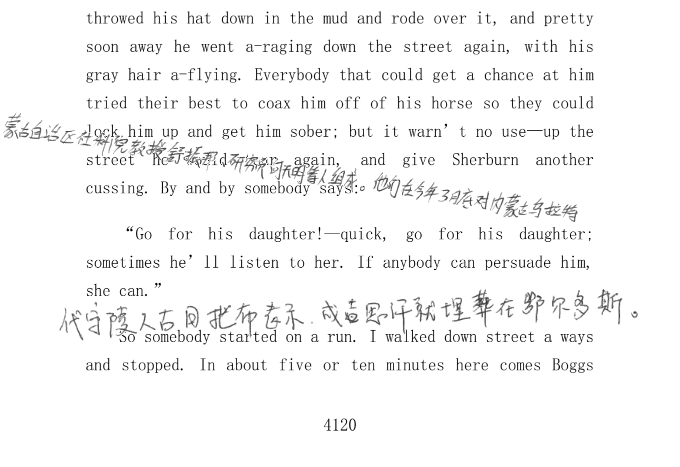 throwed his hat down in the mud and rode over it, and pretty
soon away he went a-raging down the street again, with his
gray hair a-flying. Everybody that could get a chance at him
tried their best to coax him off of his horse so they could
lock him up and get him sober; but it warn’t no use—up the
street he would tear again, and give Sherburn another
cussing. By and by somebody says:
蒙古自治区社科院教授 研究 等人组成。他们在今年3月底对内蒙古乌拉特
“Go for his daughter!—quick, go for his daughter;
sometimes he’ll listen to her. If anybody can persuade him,
she can.”
代守陵人古日扎布表示,成吉思汗就埋葬在鄂尔多斯。
So somebody started on a run. I walked down street a ways
and stopped. In about five or ten minutes here comes Boggs
4120